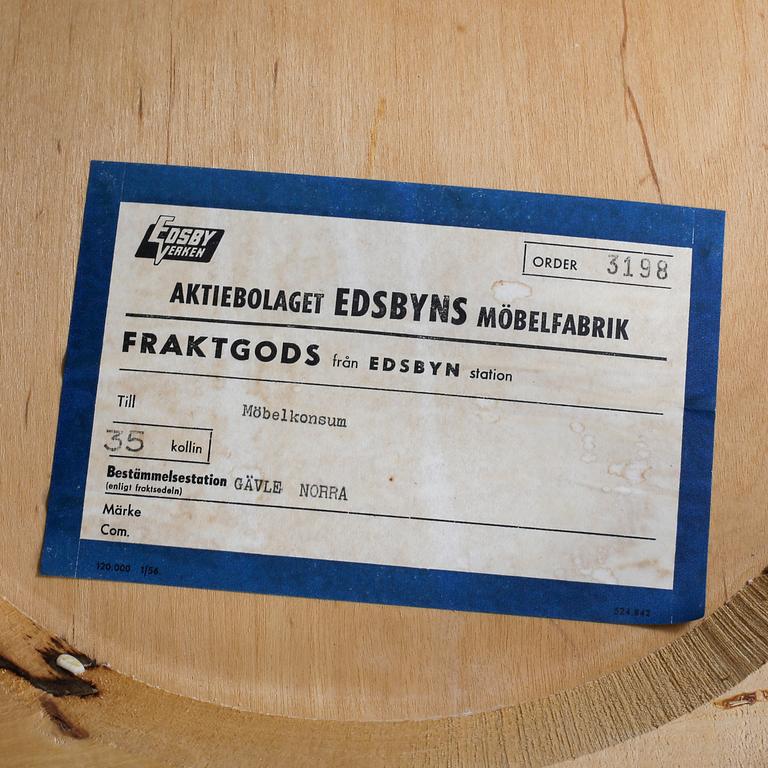 EDSBY
VERKEN
ORDER 3198
AKTIEBOLAGET EDSBYNS MÖBELFABRIK
FRAKTGODS från EDSBYN station
Till Möbelkonsum
35 kollin
Bestämmelsestation GÄVLE NORRA
(enligt fraktsedeln)
Märke
Com.
120.000 1/56.
524 842